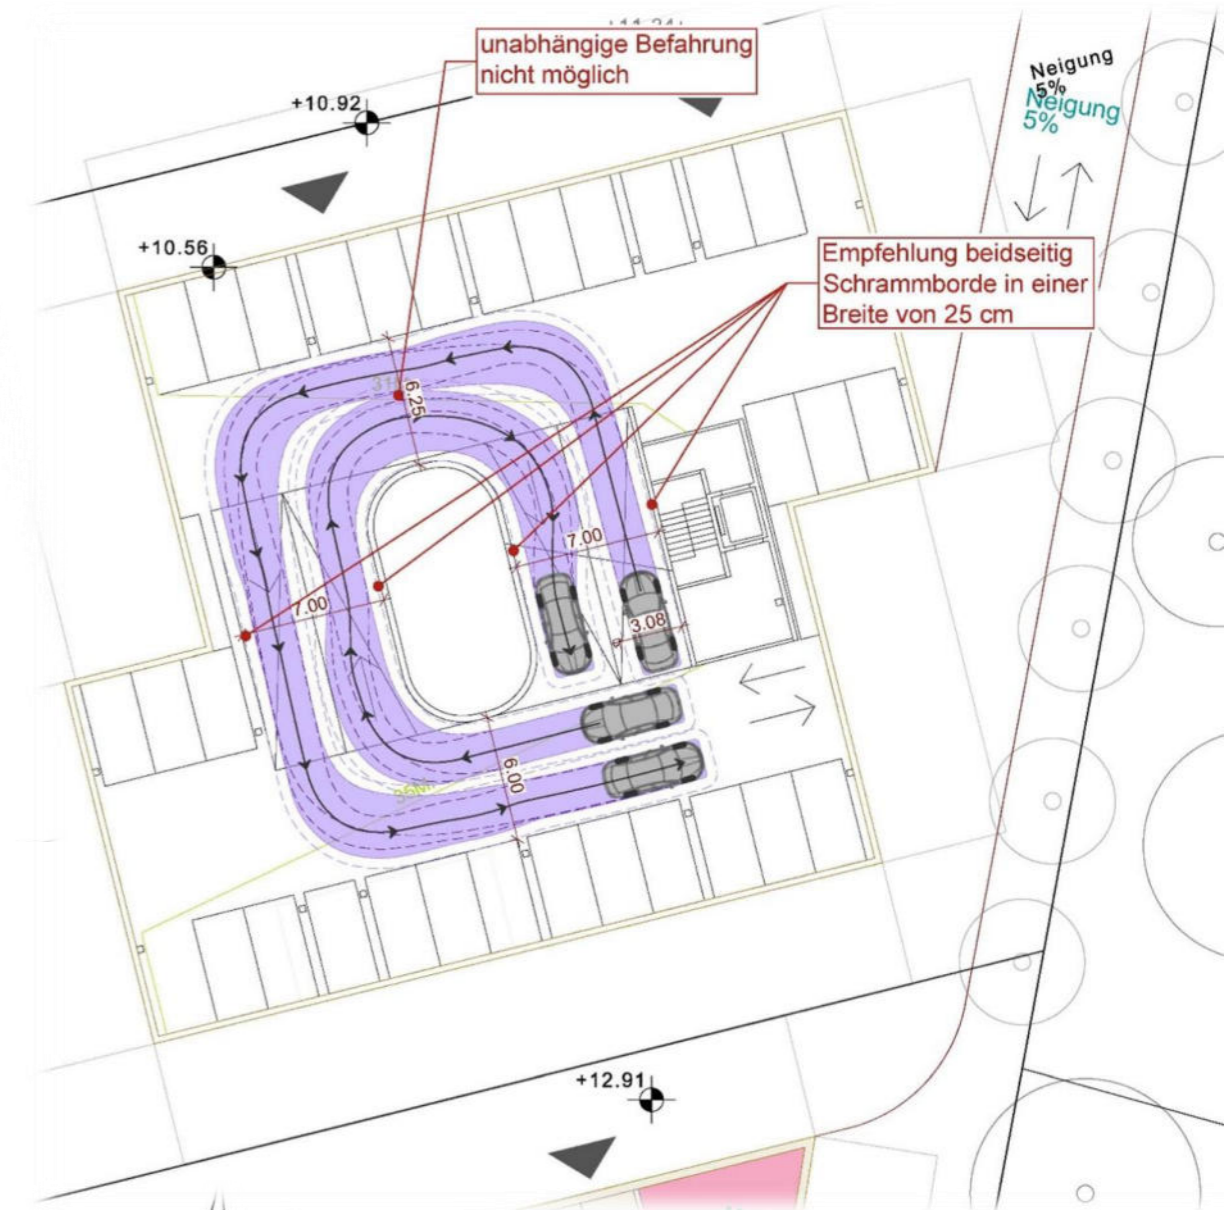 unabhängige Befahrung
nicht möglich
+10.92
Neigung
5%
Neigung
5%
+10.56
Empfehlung beidseitig
Schrammborde in einer
Breite von 25 cm
6.25
7.00
7.00
3.08
6.00
+12.91